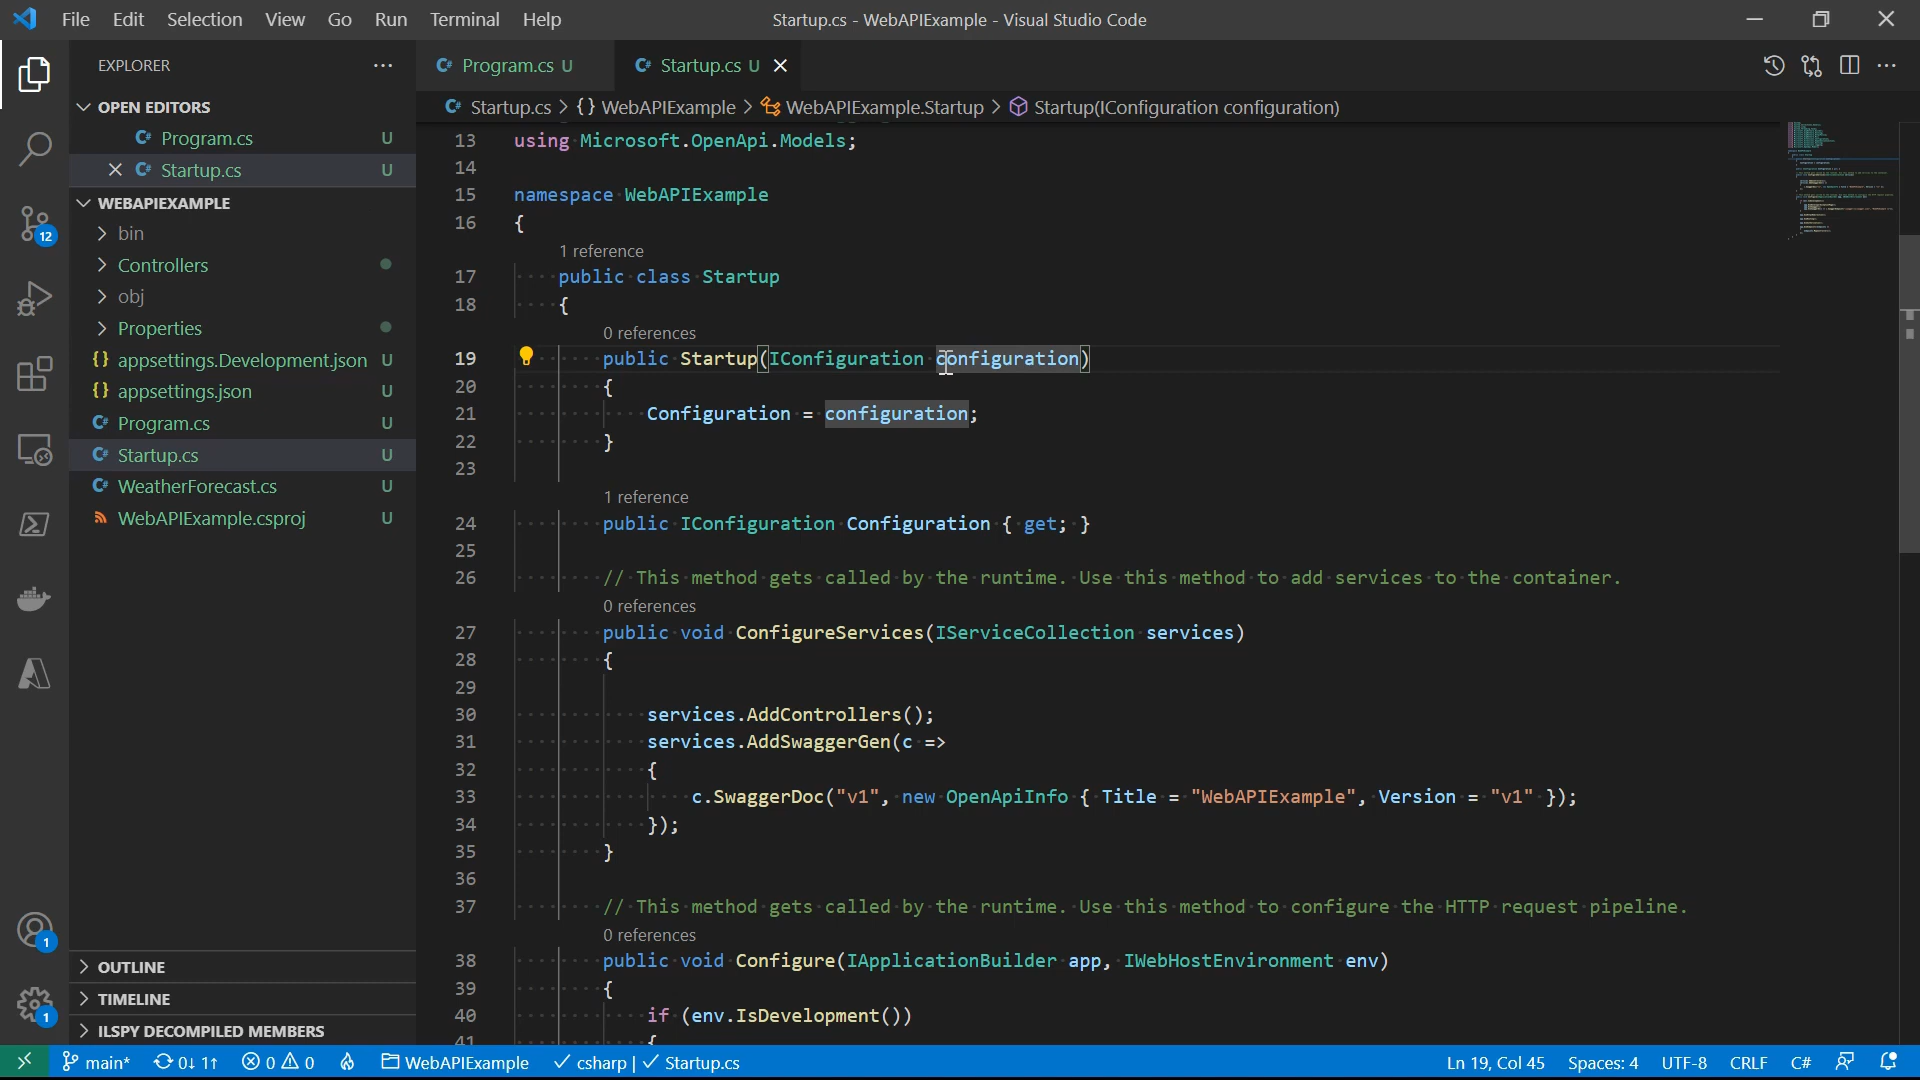 File Edit Selection View Go Run Terminal Help
Startup.cs - WebAPIExample - Visual Studio Code
EXPLORER
OPEN EDITORS
Program.cs U
Startup.cs U
WEBAPIEXAMPLE
bin
Controllers
obj
Properties
appsettings.Development.json U
appsettings.json U
Program.cs U
Startup.cs U
WeatherForecast.cs U
WebAPIExample.csproj U
OUTLINE
TIMELINE
ILSPY DECOMPILED MEMBERS
12
1
1
Program.cs U Startup.cs U
Startup.cs > {} WebAPIExample > WebAPIExample.Startup > Startup(IConfiguration configuration)
13 using Microsoft.OpenApi.Models;
14
15 namespace WebAPIExample
16 {
1 reference
17 public class Startup
18 {
0 references
19 public Startup(IConfiguration configuration)
20 {
21 Configuration = configuration;
22 }
23
1 reference
24 public IConfiguration Configuration { get; }
25
26 // This method gets called by the runtime. Use this method to add services to the container.
0 references
27 public void ConfigureServices(IServiceCollection services)
28 {
29
30 services.AddControllers();
31 services.AddSwaggerGen(c =>
32 {
33 c.SwaggerDoc("v1", new OpenApiInfo { Title = "WebAPIExample", Version = "v1" });
34 });
35 }
36
37 // This method gets called by the runtime. Use this method to configure the HTTP request pipeline.
0 references
38 public void Configure(IApplicationBuilder app, IWebHostEnvironment env)
39 {
40 if (env.IsDevelopment())
41 {
main* 0↓ 1↑ 0 0 WebAPIExample ✓ csharp | ✓ Startup.cs Ln 19, Col 45 Spaces: 4 UTF-8 CRLF C#